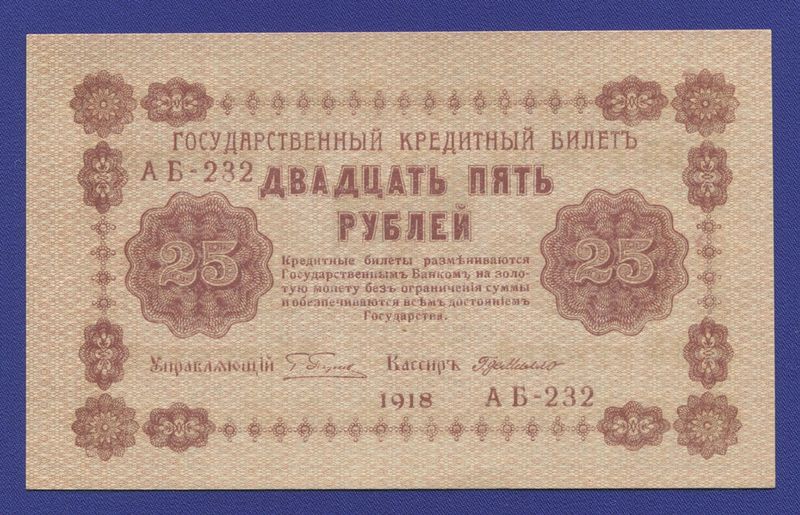 ГОСУДАРСТВЕННЫЙ КРЕДИТНЫЙ БИЛЕТЪ
АБ-232 ДВАДЦАТЬ ПЯТЬ
РУБЛЕЙ
25
25
Кредитные билеты размѣниваются
Государственнымъ Банкомъ на золо-
тую монету безъ ограниченія суммы
и обезпечиваются всѣмъ достояніемъ
Государства.
Управляющій Кассиръ
1918 АБ-232